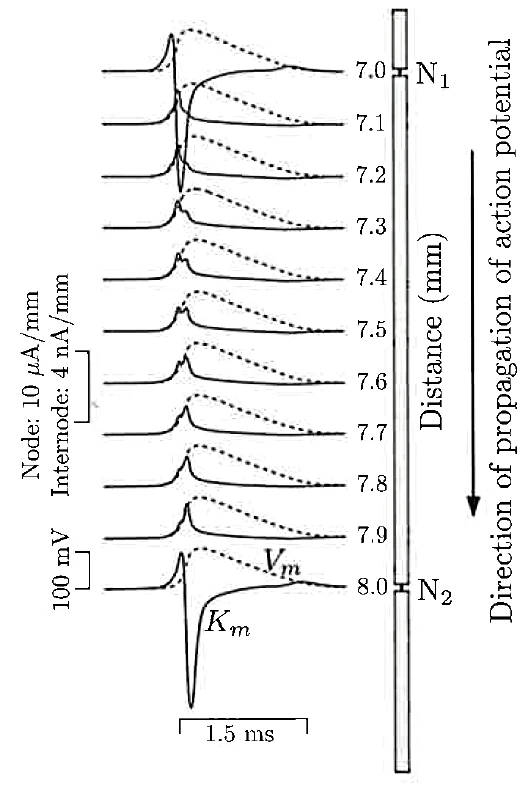 7.0
N1
7.1
7.2
7.3
7.4
7.5
7.6
7.7
7.8
7.9
8.0
N2
Vm
Km
Node: 10 μA/mm
Internode: 4 nA/mm
100 mV
1.5 ms
Distance (mm)
Direction of propagation of action potential